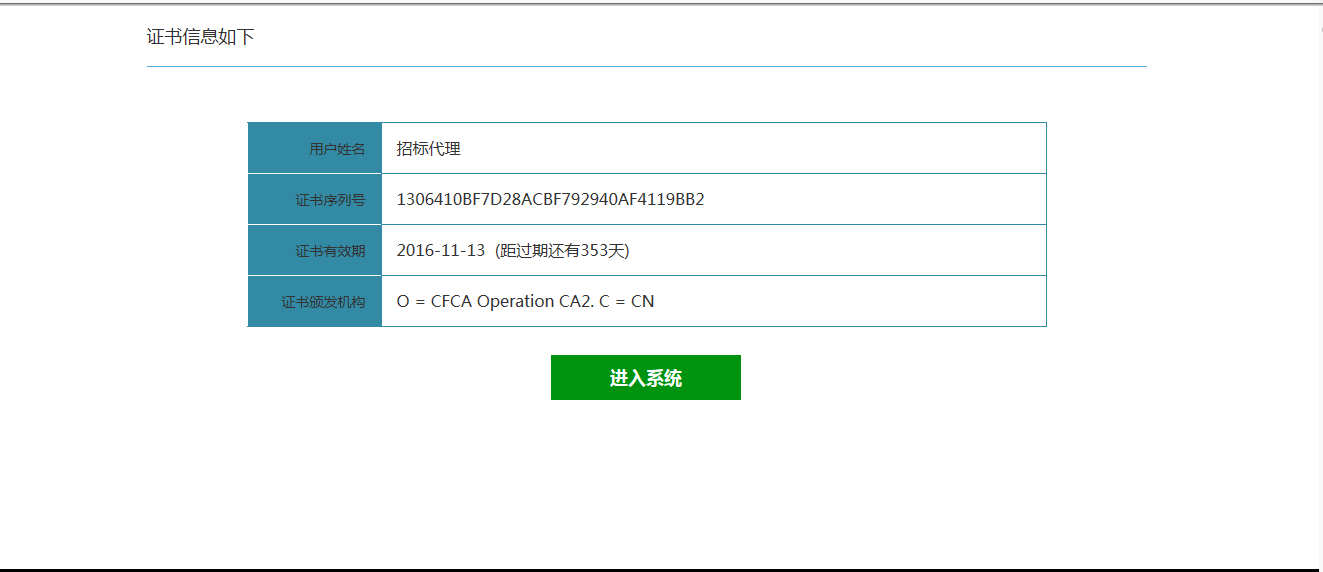 证书信息如下
用户姓名 招标代理
证书序列号 1306410BF7D28ACBF792940AF4119BB2
证书有效期 2016-11-13 (距过期还有353天)
证书颁发机构 O = CFCA Operation CA2. C = CN
进入系统